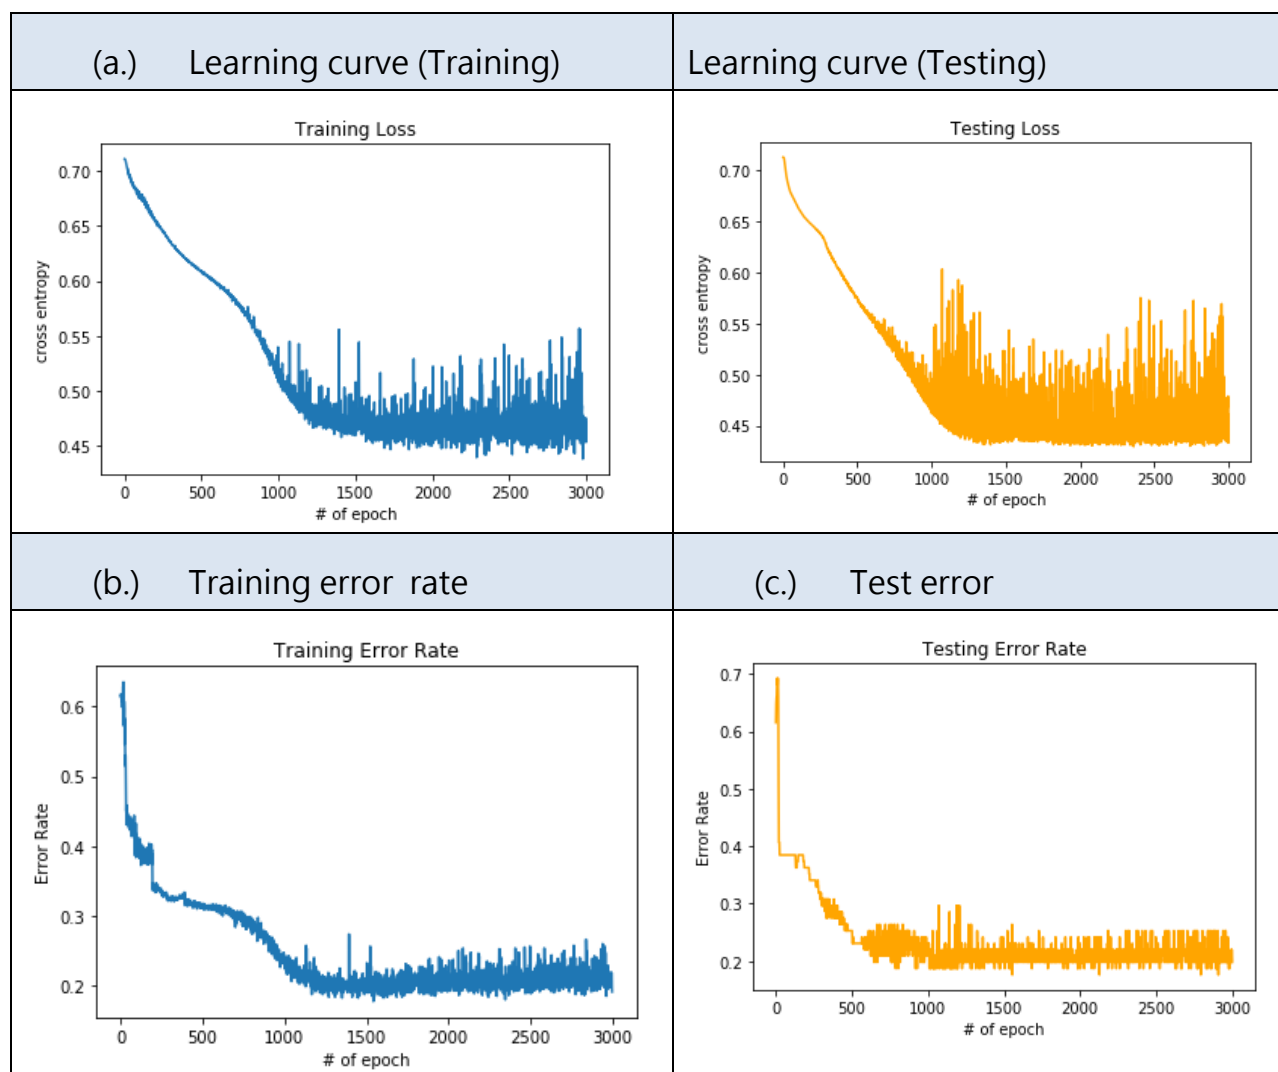 (a.) Learning curve (Training)
Learning curve (Testing)
Training Loss
0.70
0.65
0.60
0.55
0.50
0.45
cross entropy
0 500 1000 1500 2000 2500 3000
# of epoch
Testing Loss
0.70
0.65
0.60
0.55
0.50
0.45
cross entropy
0 500 1000 1500 2000 2500 3000
# of epoch
(b.) Training error rate
(c.) Test error
Training Error Rate
0.6
0.5
0.4
0.3
0.2
Error Rate
0 500 1000 1500 2000 2500 3000
# of epoch
Testing Error Rate
0.7
0.6
0.5
0.4
0.3
0.2
Error Rate
0 500 1000 1500 2000 2500 3000
# of epoch